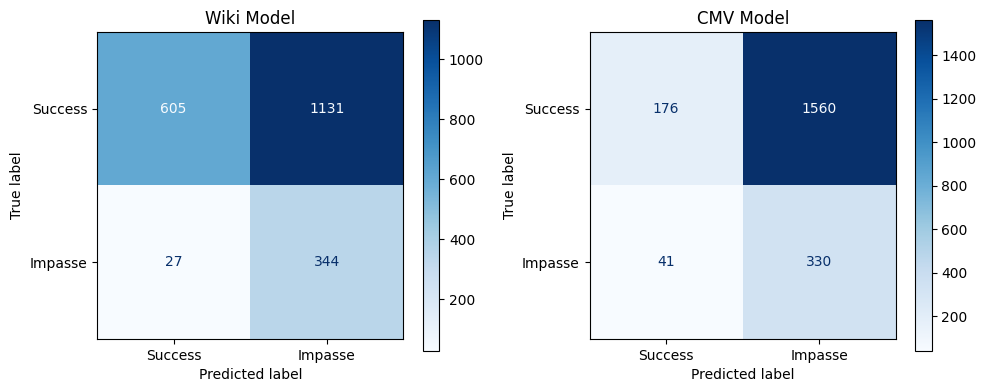 Wiki Model
Success
Impasse
True label
605
1131
27
344
Success
Impasse
Predicted label
1000
800
600
400
200
CMV Model
Success
Impasse
True label
176
1560
41
330
Success
Impasse
Predicted label
1400
1200
1000
800
600
400
200